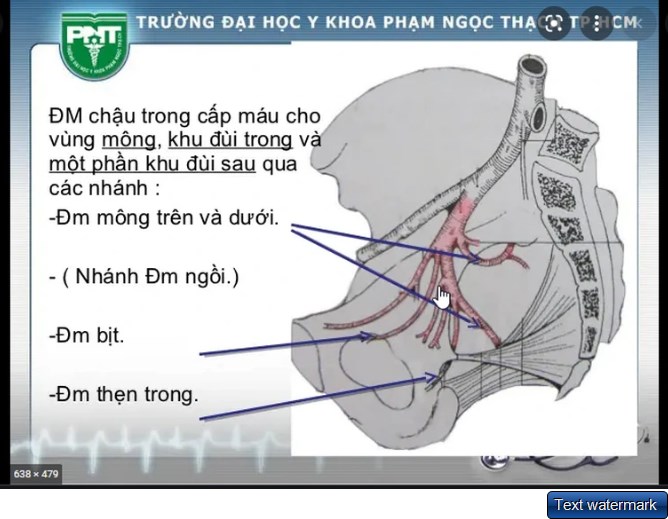 TRƯỜNG ĐẠI HỌC Y KHOA PHẠM NGỌC THẠCH TP.HCM
PNT
ĐM chậu trong cấp máu cho
vùng mông, khu đùi trong và
một phần khu đùi sau qua
các nhánh :
-Đm mông trên và dưới.
- ( Nhánh Đm ngồi.)
-Đm bịt.
-Đm thẹn trong.
638 × 479
Text watermark